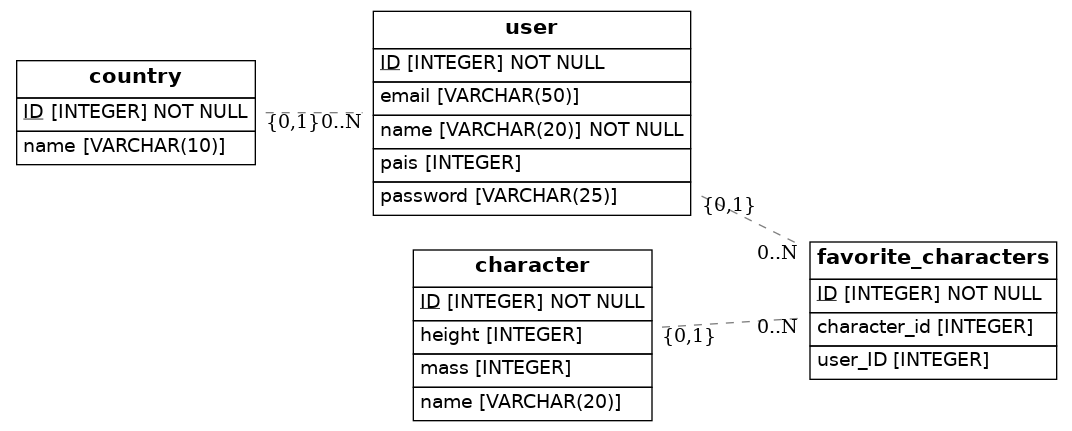 country
ID [INTEGER] NOT NULL
name [VARCHAR(10)]
{0,1}
0..N
user
ID [INTEGER] NOT NULL
email [VARCHAR(50)]
name [VARCHAR(20)] NOT NULL
pais [INTEGER]
password [VARCHAR(25)]
{0,1}
0..N
character
ID [INTEGER] NOT NULL
height [INTEGER]
mass [INTEGER]
name [VARCHAR(20)]
{0,1}
0..N
favorite_characters
ID [INTEGER] NOT NULL
character_id [INTEGER]
user_ID [INTEGER]